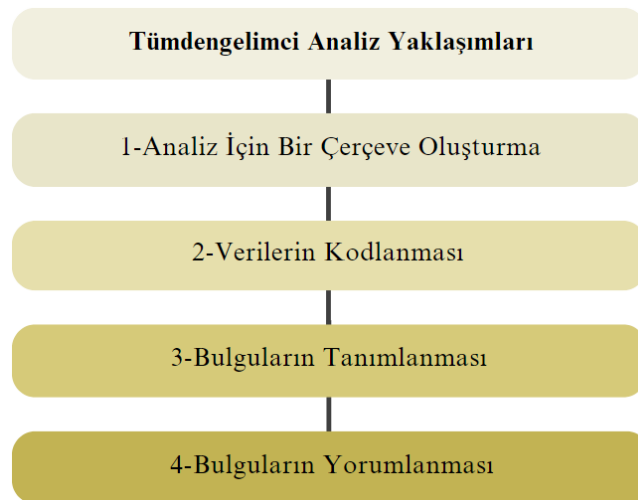 Tümdengelimci Analiz Yaklaşımları
1-Analiz İçin Bir Çerçeve Oluşturma
2-Verilerin Kodlanması
3-Bulguların Tanımlanması
4-Bulguların Yorumlanması